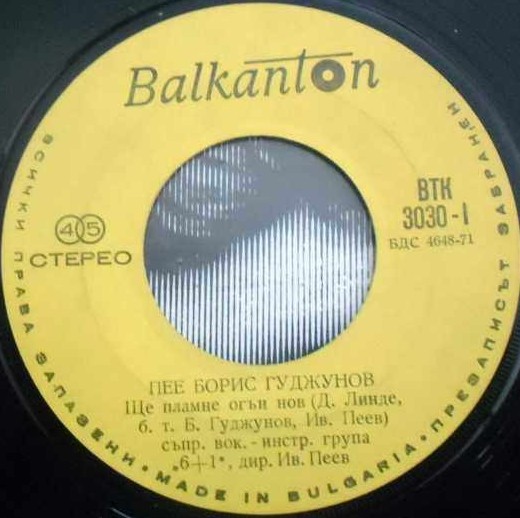 Balkanton
ВТК
3030-I
БДС 4648-71
45
СТЕРЕО
ПЕЕ БОРИС ГУДЖУНОВ
Ще пламне огън нов (Д. Линде,
б. т. Б. Гуджунов, Ив. Пеев)
съпр. вок.-инстр. група
„6+1", дир. Ив. Пеев
ВСИЧКИ ПРАВА ЗАПАЗЕНИ • MADE IN BULGARIA • ПРЕЗАПИСЪТ ЗАБРАНЕН